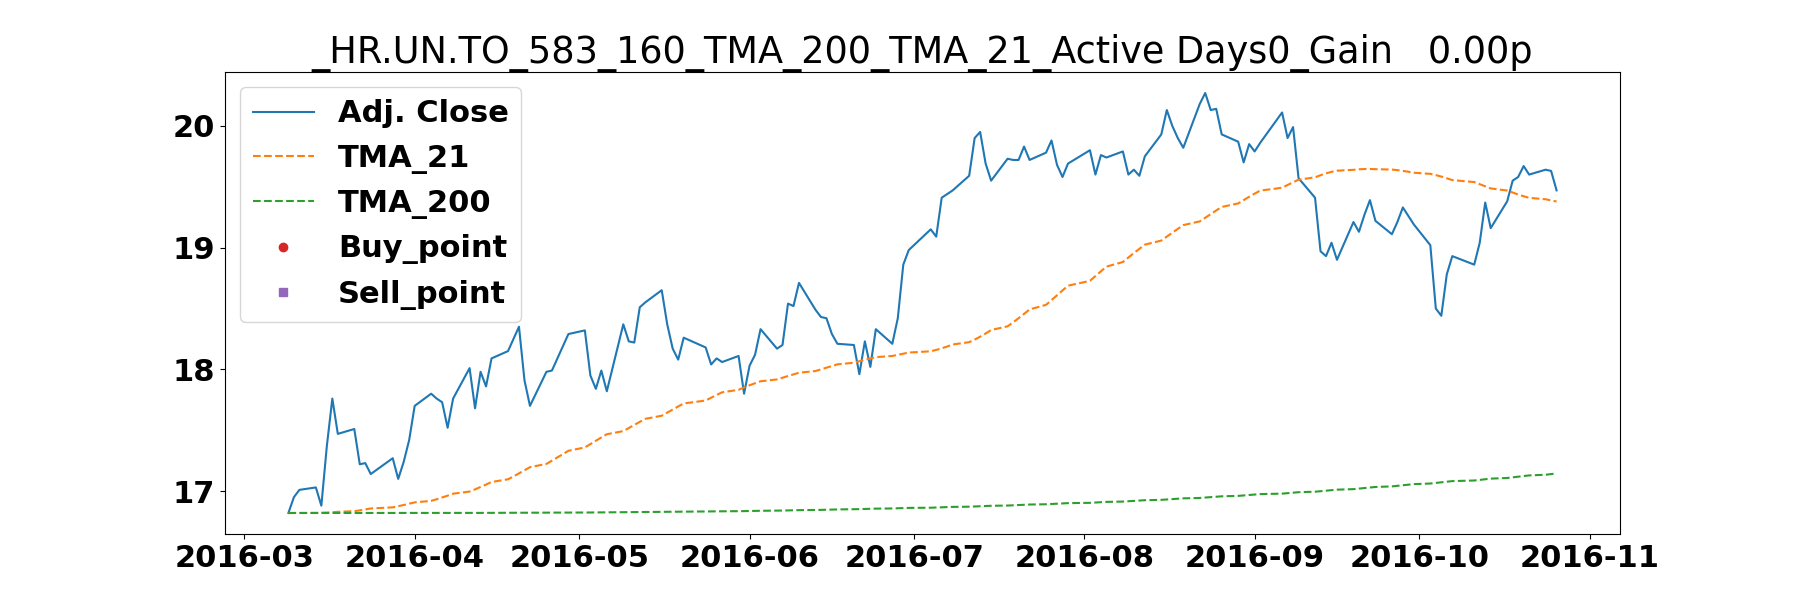 _HR.UN.TO_583_160_TMA_200_TMA_21_Active Days0_Gain   0.00p
Adj. Close
TMA_21
TMA_200
Buy_point
Sell_point
20
19
18
17
2016-03 2016-04 2016-05 2016-06 2016-07 2016-08 2016-09 2016-10 2016-11